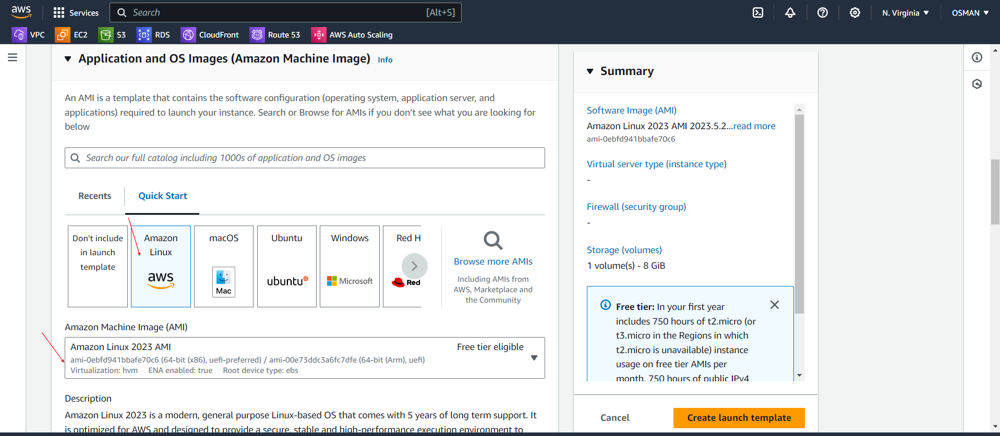 aws
Services
Search
[Alt+S]
N. Virginia
OSMAN
VPC
EC2
S3
RDS
CloudFront
Route 53
AWS Auto Scaling
Application and OS Images (Amazon Machine Image) Info
An AMI is a template that contains the software configuration (operating system, application server, and
applications) required to launch your instance. Search or Browse for AMIs if you don’t see what you are looking for
below
Search our full catalog including 1000s of application and OS images
Recents
Quick Start
Don't include
in launch
template
Amazon
Linux
aws
macOS
Mac
Ubuntu
ubuntu
Windows
Microsoft
Red H
Red
Browse more AMIs
Including AMIs from
AWS, Marketplace and
the Community
Amazon Machine Image (AMI)
Amazon Linux 2023 AMI
Free tier eligible
ami-0ebfd941bbafe70c6 (64-bit (x86), uefi-preferred) / ami-00e73ddc3a6fc7dfe (64-bit (Arm), uefi)
Virtualization: hvm ENA enabled: true Root device type: ebs
Description
Amazon Linux 2023 is a modern, general purpose Linux-based OS that comes with 5 years of long term support. It
is optimized for AWS and designed to provide a secure, stable and high-performance execution environment to
Summary
Software Image (AMI)
Amazon Linux 2023 AMI 2023.5.2...read more
ami-0ebfd941bbafe70c6
Virtual server type (instance type)
-
Firewall (security group)
-
Storage (volumes)
1 volume(s) - 8 GiB
Free tier: In your first year
includes 750 hours of t2.micro (or
t3.micro in the Regions in which
t2.micro is unavailable) instance
usage on free tier AMIs per
month, 750 hours of public IPv4
Cancel
Create launch template